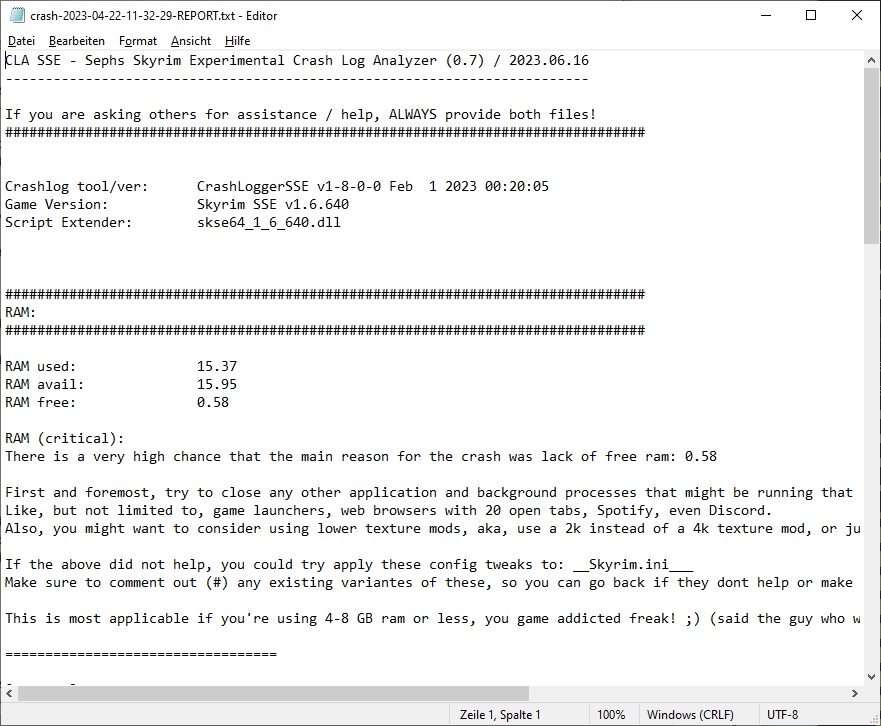 crash-2023-04-22-11-32-29-REPORT.txt - Editor
Datei Bearbeiten Format Ansicht Hilfe
CLA SSE - Sephs Skyrim Experimental Crash Log Analyzer (0.7) / 2023.06.16
-------------------------------------------------------------------------
If you are asking others for assistance / help, ALWAYS provide both files!
################################################################################
Crashlog tool/ver: CrashLoggerSSE v1-8-0-0 Feb  1 2023 00:20:05
Game Version: Skyrim SSE v1.6.640
Script Extender: skse64_1_6_640.dll
################################################################################
RAM:
################################################################################
RAM used: 15.37
RAM avail: 15.95
RAM free: 0.58
RAM (critical):
There is a very high chance that the main reason for the crash was lack of free ram: 0.58
First and foremost, try to close any other application and background processes that might be running that
Like, but not limited to, game launchers, web browsers with 20 open tabs, Spotify, even Discord.
Also, you might want to consider using lower texture mods, aka, use a 2k instead of a 4k texture mod, or ju
If the above did not help, you could try apply these config tweaks to: __Skyrim.ini___
Make sure to comment out (#) any existing variantes of these, so you can go back if they dont help or make
This is most applicable if you're using 4-8 GB ram or less, you game addicted freak! ;) (said the guy who w
==================================
Zeile 1, Spalte 1 100% Windows (CRLF) UTF-8